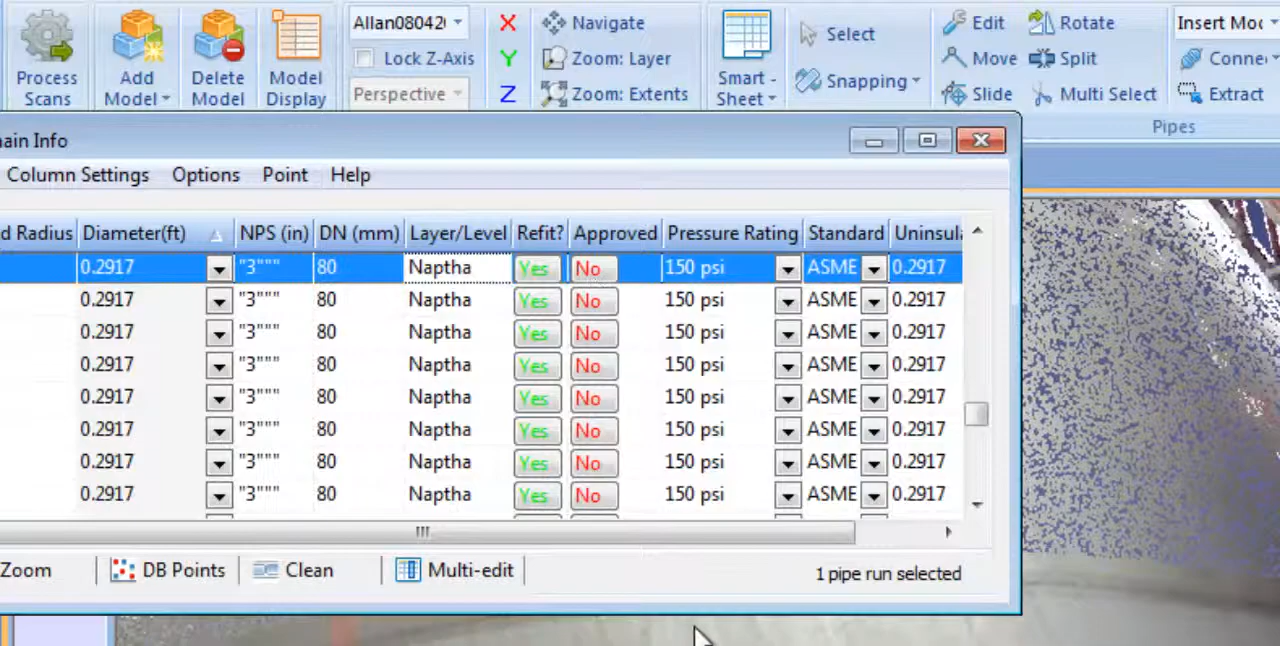 Allan08042
Insert Moc
X
Navigate
Select
Edit
Rotate
Lock Z-Axis
Y
Zoom: Layer
Move
Split
Conne
Process
Scans
Add
Model
Delete
Model
Model
Display
Perspective
Z
Zoom: Extents
Smart -
Sheet
Snapping
Slide
Multi Select
Extract
Pipes
ain Info
Column Settings Options Point Help
d Radius Diameter(ft) NPS (in) DN (mm) Layer/Level Refit? Approved Pressure Rating Standard Uninsula
0.2917 "3""" 80 Naptha Yes No 150 psi ASME 0.2917
0.2917 "3""" 80 Naptha Yes No 150 psi ASME 0.2917
0.2917 "3""" 80 Naptha Yes No 150 psi ASME 0.2917
0.2917 "3""" 80 Naptha Yes No 150 psi ASME 0.2917
0.2917 "3""" 80 Naptha Yes No 150 psi ASME 0.2917
0.2917 "3""" 80 Naptha Yes No 150 psi ASME 0.2917
0.2917 "3""" 80 Naptha Yes No 150 psi ASME 0.2917
0.2917 "3""" 80 Naptha Yes No 150 psi ASME 0.2917
Zoom DB Points Clean Multi-edit 1 pipe run selected